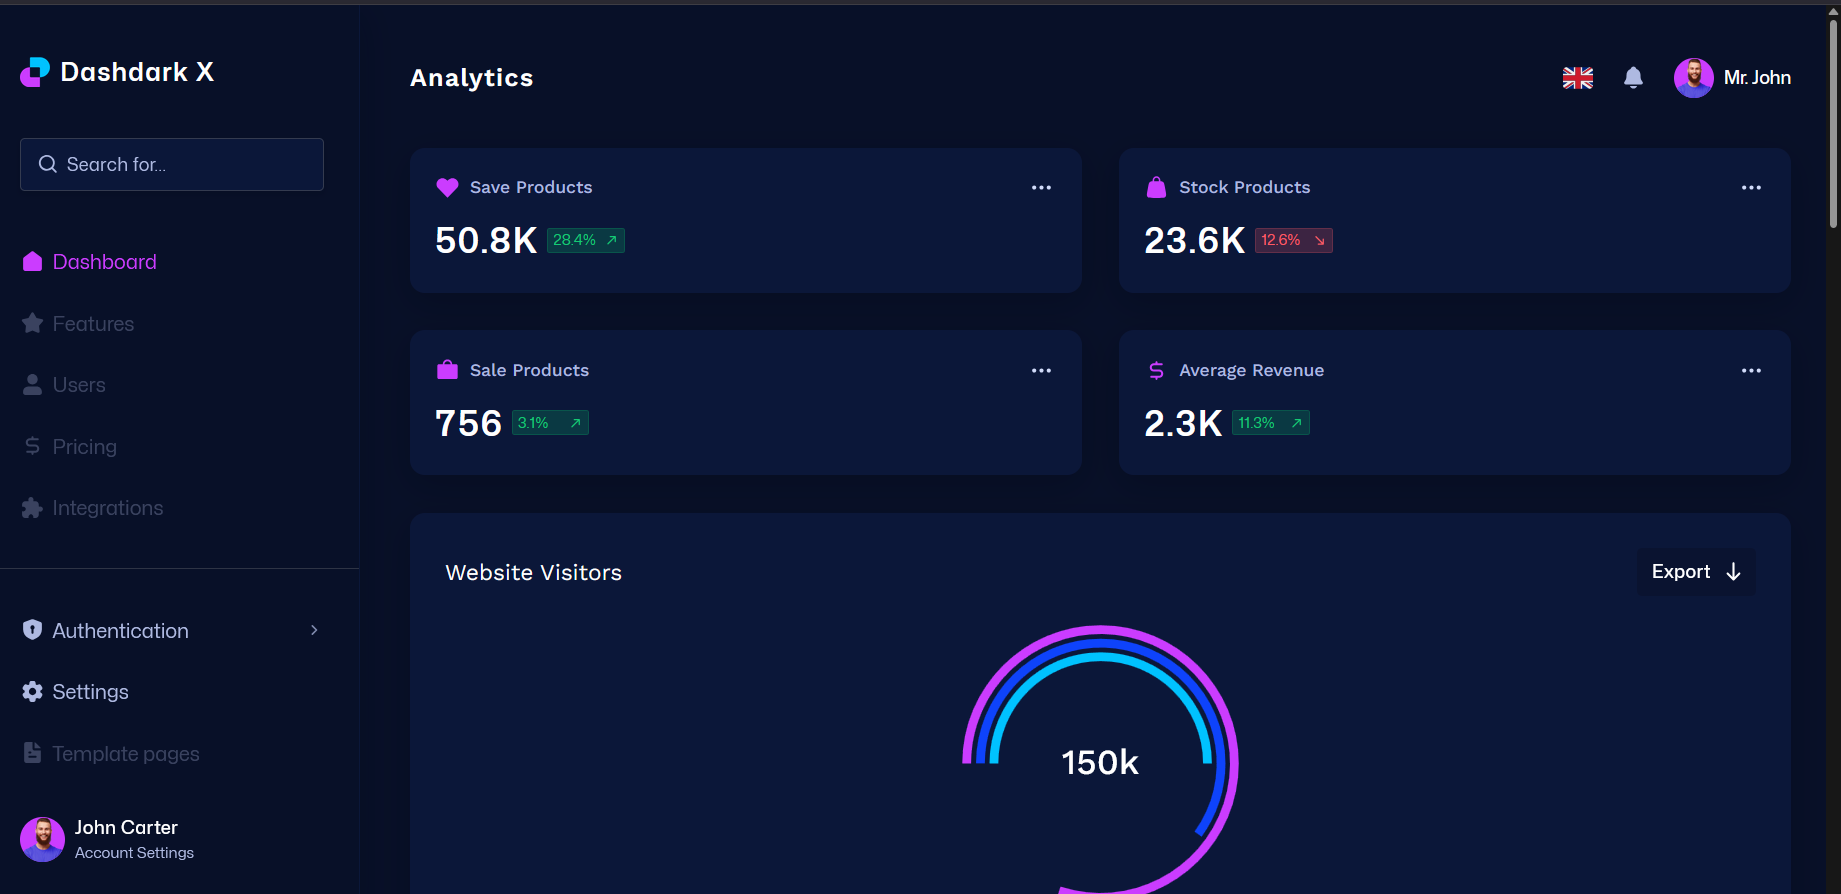 Dashdark X
Search for...
Dashboard
Features
Users
Pricing
Integrations
Authentication
Settings
Template pages
John Carter
Account Settings
Analytics
Mr. John
Save Products
50.8K 28.4%
Stock Products
23.6K 12.6%
Sale Products
756 3.1%
Average Revenue
2.3K 11.3%
Website Visitors
Export
150k